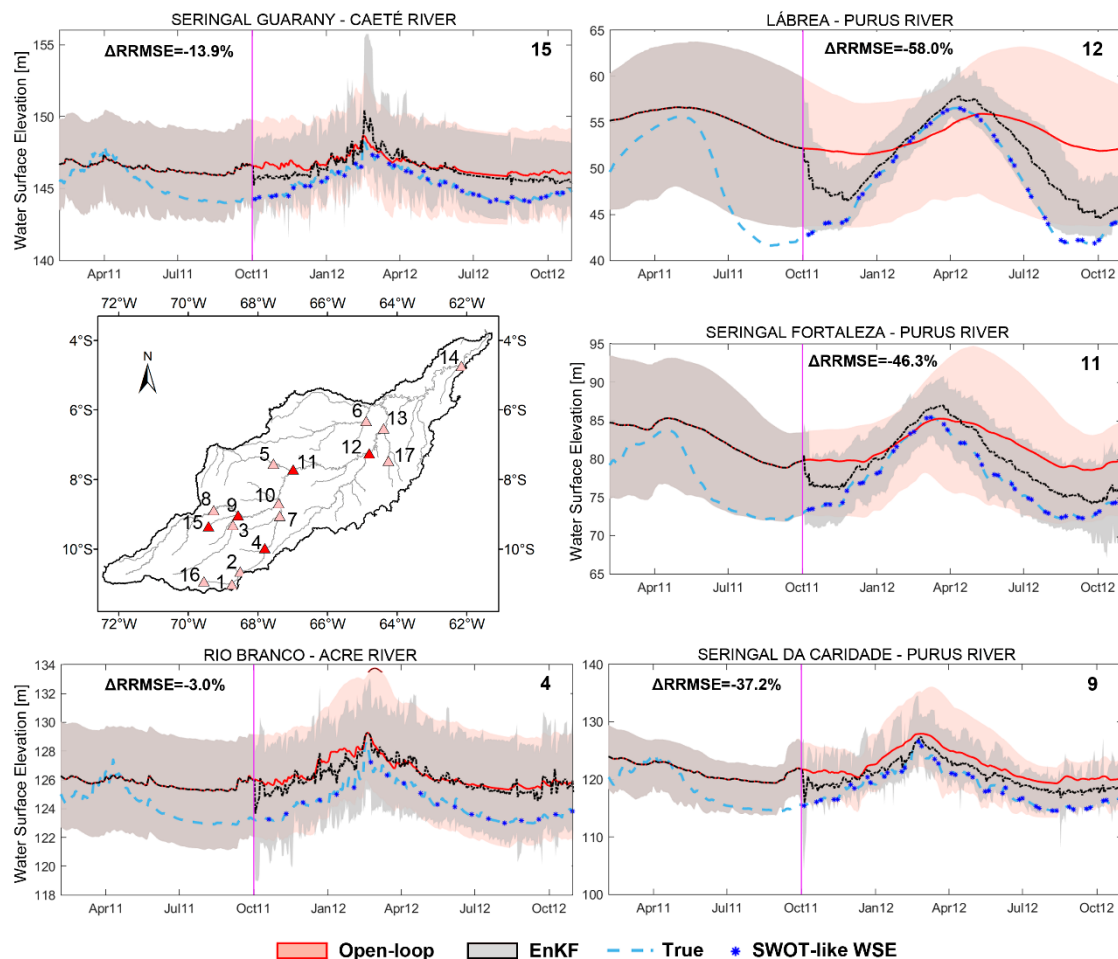 SERINGAL GUARANY - CAETÉ RIVER
ΔRRMSE=-13.9%
15
Water Surface Elevation [m]
155
150
145
140
Apr11 Jul11 Oct11 Jan12 Apr12 Jul12 Oct12
LÁBREA - PURUS RIVER
ΔRRMSE=-58.0%
12
65
60
55
50
45
40
Apr11 Jul11 Oct11 Jan12 Apr12 Jul12 Oct12
72°W 70°W 68°W 66°W 64°W 62°W
N
4°S 4°S
6°S 6°S
8°S 8°S
10°S 10°S
14
6
13
12
17
5
11
10
8
9
7
15
3
4
2
16
1
72°W 70°W 68°W 66°W 64°W 62°W
SERINGAL FORTALEZA - PURUS RIVER
ΔRRMSE=-46.3%
11
Water Surface Elevation [m]
95
90
85
80
75
70
65
Apr11 Jul11 Oct11 Jan12 Apr12 Jul12 Oct12
RIO BRANCO - ACRE RIVER
ΔRRMSE=-3.0%
4
Water Surface Elevation [m]
134
132
130
128
126
124
122
120
118
Apr11 Jul11 Oct11 Jan12 Apr12 Jul12 Oct12
SERINGAL DA CARIDADE - PURUS RIVER
ΔRRMSE=-37.2%
9
140
130
120
110
100
Apr11 Jul11 Oct11 Jan12 Apr12 Jul12 Oct12
Open-loop EnKF True SWOT-like WSE